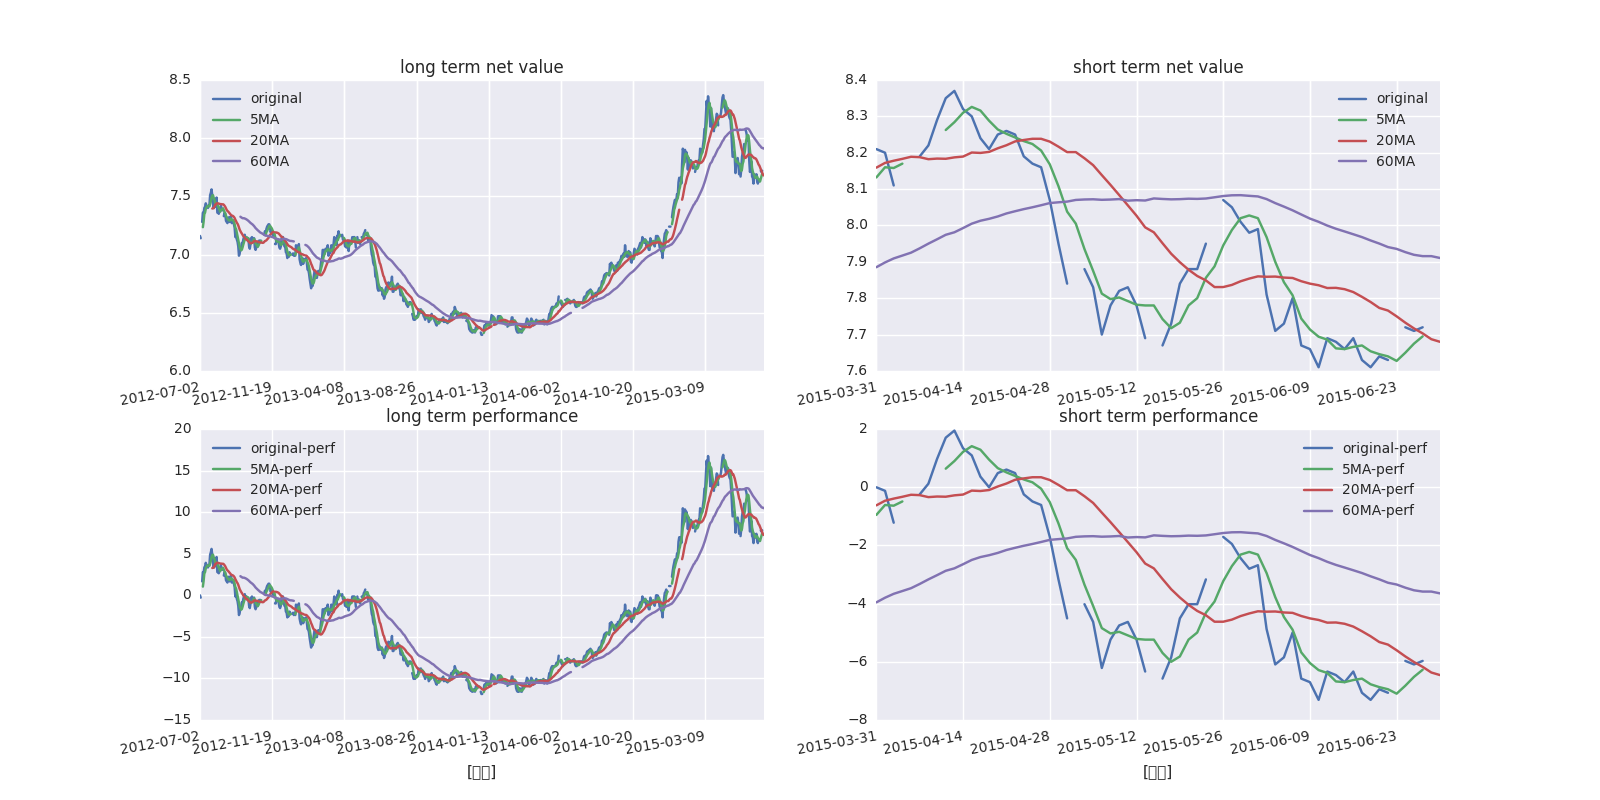 long term net value
8.5
8.0
7.5
7.0
6.5
6.0
original
5MA
20MA
60MA
2012-07-02
2012-11-19
2013-04-08
2013-08-26
2014-01-13
2014-06-02
2014-10-20
2015-03-09
short term net value
8.4
8.3
8.2
8.1
8.0
7.9
7.8
7.7
7.6
original
5MA
20MA
60MA
2015-03-31
2015-04-14
2015-04-28
2015-05-12
2015-05-26
2015-06-09
2015-06-23
long term performance
20
15
10
5
0
−5
−10
−15
original-perf
5MA-perf
20MA-perf
60MA-perf
2012-07-02
2012-11-19
2013-04-08
2013-08-26
2014-01-13
2014-06-02
2014-10-20
2015-03-09
short term performance
2
0
−2
−4
−6
−8
original-perf
5MA-perf
20MA-perf
60MA-perf
2015-03-31
2015-04-14
2015-04-28
2015-05-12
2015-05-26
2015-06-09
2015-06-23